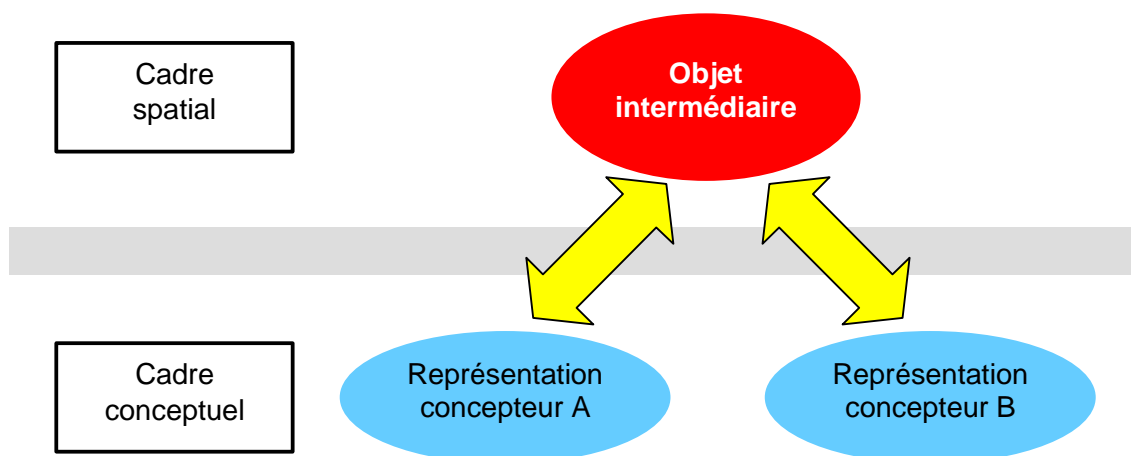 Cadre
spatial
Objet
intermédiaire
Cadre
conceptuel
Représentation
concepteur A
Représentation
concepteur B